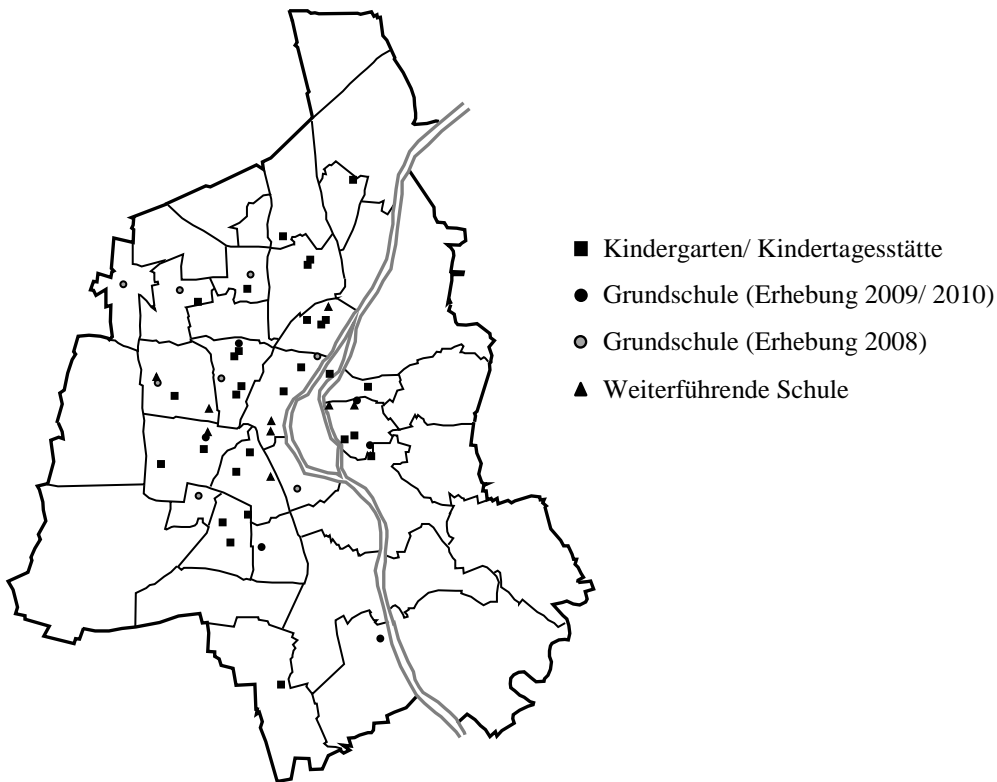 Kindergarten/ Kindertagesstätte
Grundschule (Erhebung 2009/ 2010)
Grundschule (Erhebung 2008)
Weiterführende Schule